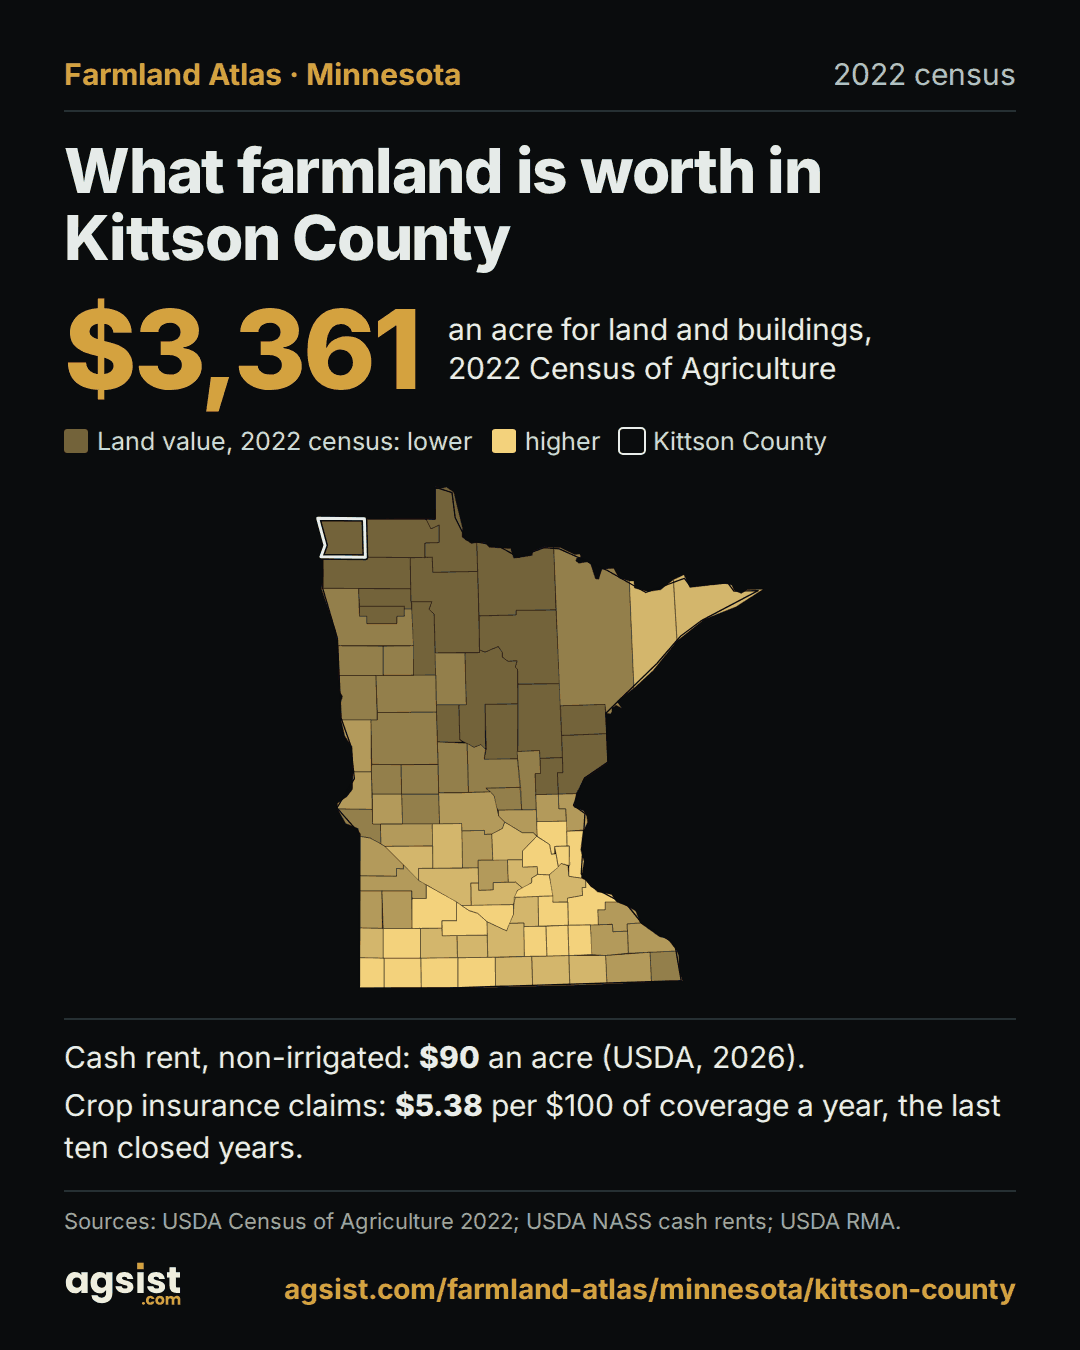 Farmland Atlas · Minnesota
2022 census
What farmland is worth in
Kittson County
$3,361
an acre for land and buildings,
2022 Census of Agriculture
Land value, 2022 census: lower
higher
Kittson County
Cash rent, non-irrigated: $90 an acre (USDA, 2026).
Crop insurance claims: $5.38 per $100 of coverage a year, the last
ten closed years.
Sources: USDA Census of Agriculture 2022; USDA NASS cash rents; USDA RMA.
agsist
.com
agsist.com/farmland-atlas/minnesota/kittson-county